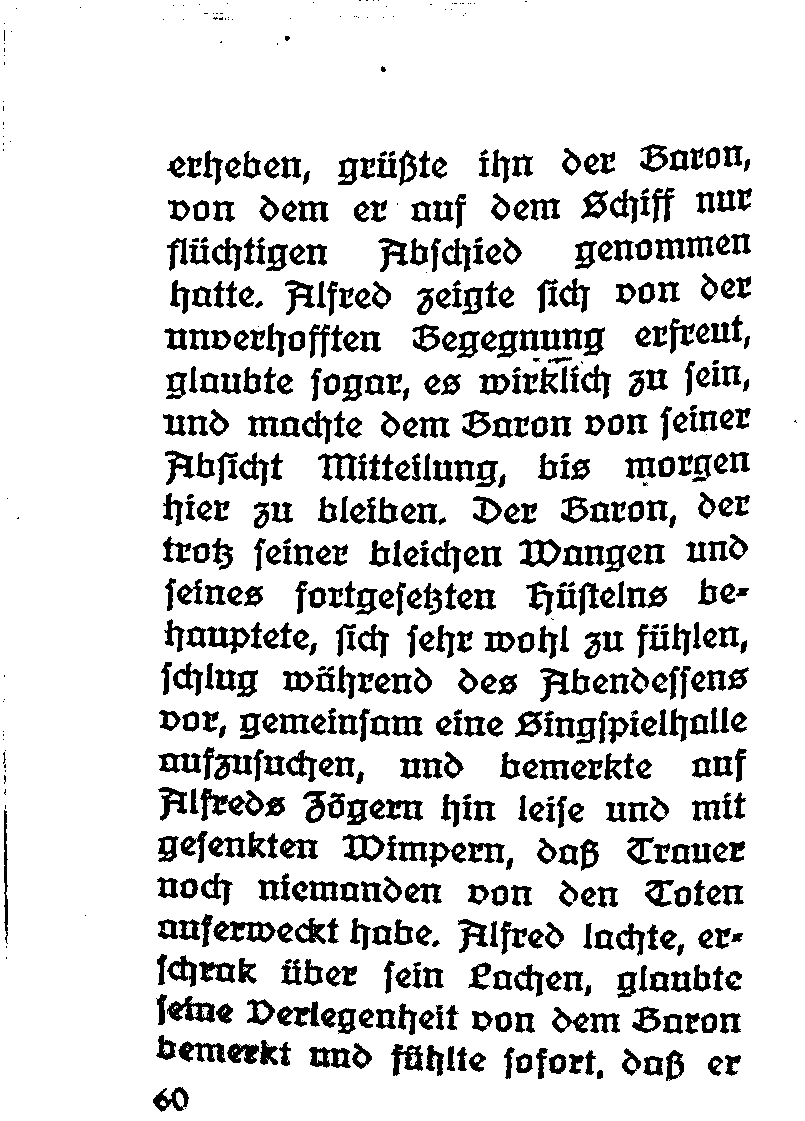 erheben, grüßte ihn der Baron,
von dem er auf dem Schiff nur
flüchtigen Abschied genommen
hatte. Alfred zeigte sich von der
unverhofften Begegnung erfreut,
glaubte sogar, es wirklich zu sein,
und machte dem Baron von seiner
Absicht Mitteilung, bis morgen
hier zu bleiben. Der Baron, der
trotz seiner bleichen Wangen und
seines fortgesetzten Hüstelns be-
hauptete, sich sehr wohl zu fühlen,
schlug während des Abendessens
vor, gemeinsam eine Singspielhalle
aufzusuchen, und bemerkte auf
Alfreds Zögern hin leise und mit
gesenkten Wimpern, daß Trauer
noch niemanden von den Toten
auferweckt habe. Alfred lachte, er-
schrak über sein Lachen, glaubte
seine Verlegenheit von dem Baron
bemerkt und fühlte sofort, daß er
60